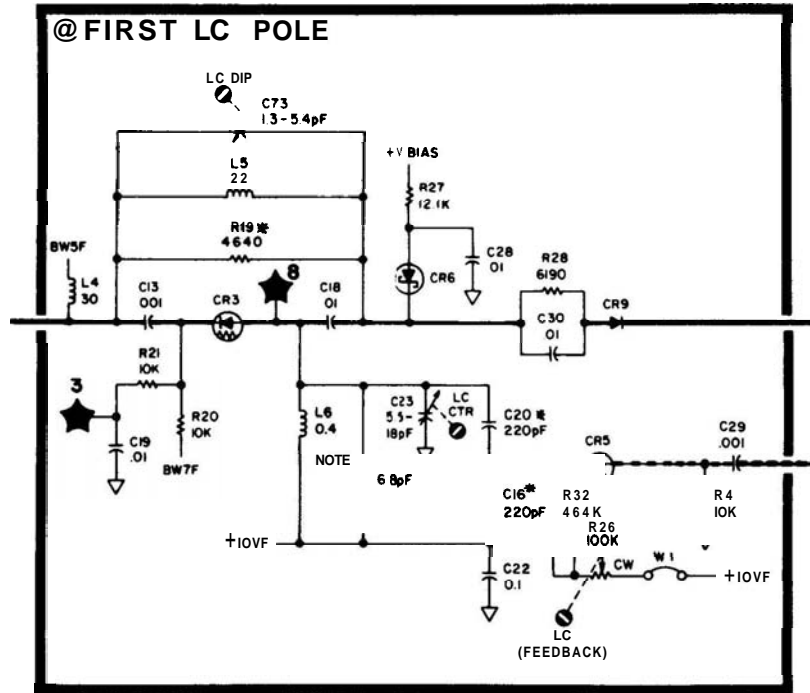 @ FIRST LC POLE
LC DIP
C73
1.3-5.4pF
+V BIAS
L5
22
R27
12.1K
R19*
4640
C28
.01
R28
6190
BW5F
L4
30
C13
.001
CR3
8
C18
.01
CR6
C30
.01
CR9
R21
10K
3
R20
10K
C19
.01
BW7F
L6
0.4
NOTE
C23
5.5-
18pF
LC
CTR
C20*
220pF
CR5
C29
.001
6.8pF
C16*
220pF
R32
464K
R4
10K
R26
100K
+10VF
C22
0.1
CW
W1
+10VF
LC
(FEEDBACK)